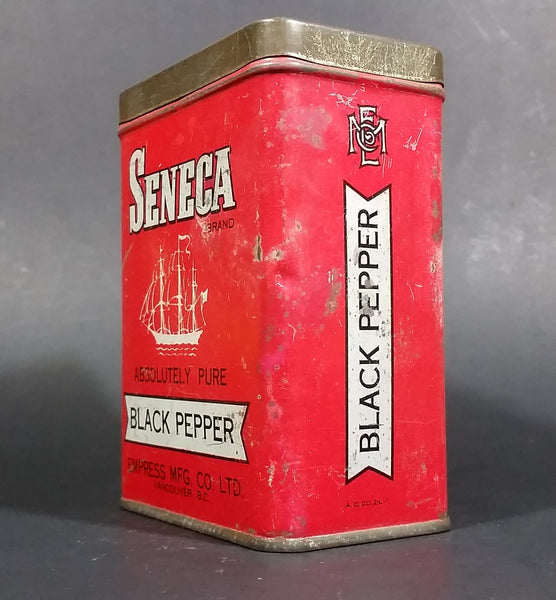 SENECA
BRAND
ABSOLUTELY PURE
BLACK PEPPER
EMPRESS MFG. CO. LTD.
VANCOUVER, B.C.
BLACK PEPPER